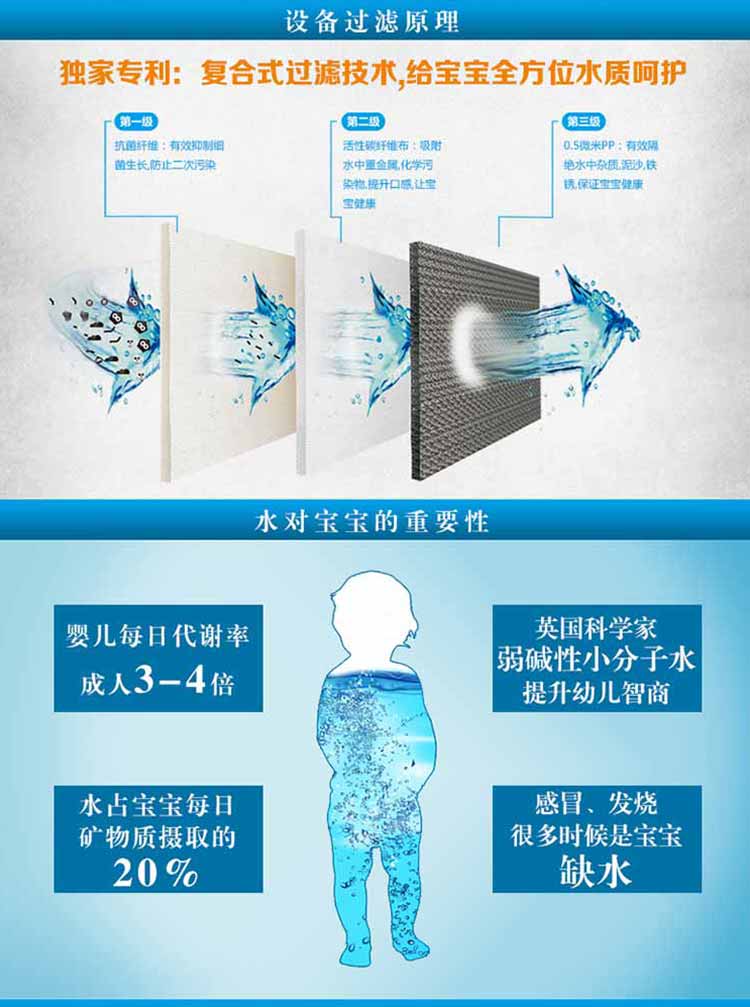 设备过滤原理
独家专利：复合式过滤技术,给宝宝全方位水质呵护
第一级
抗菌纤维：有效抑制细
菌生长,防止二次污染
第二级
活性碳纤维布：吸附
水中重金属,化学污
染物,提升口感,让宝
宝健康
第三级
0.5微米PP：有效隔
绝水中杂质,泥沙,铁
锈,保证宝宝健康
水对宝宝的重要性
婴儿每日代谢率
成人3-4倍
英国科学家
弱碱性小分子水
提升幼儿智商
水占宝宝每日
矿物质摄取的
20%
感冒、发烧
很多时候是宝宝
缺水